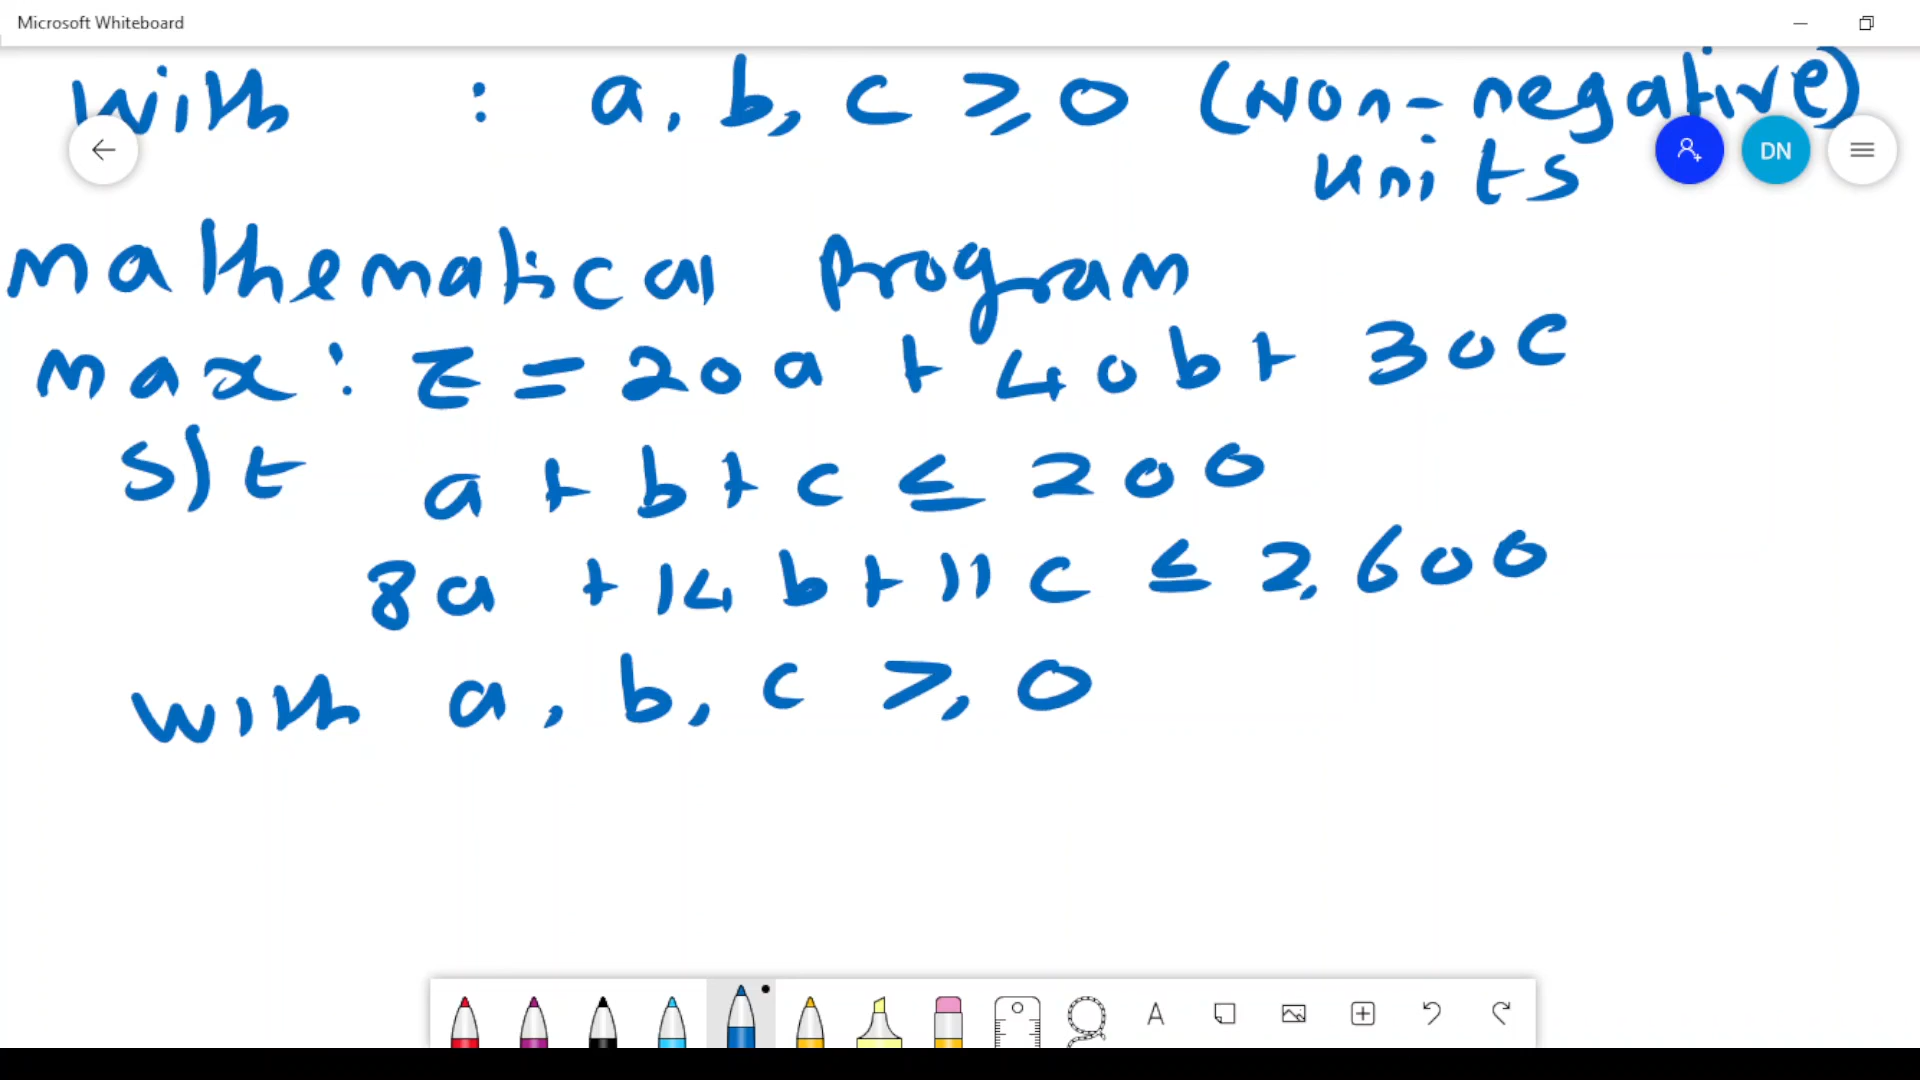 Microsoft Whiteboard
with : a, b, c ≥ 0 (Non-negative)
units
DN
Mathematical Program
Max : Z = 20a + 40b + 30c
S/t a + b + c ≤ 200
8a + 14b + 11c ≤ 2,600
with a, b, c ≥ 0
A